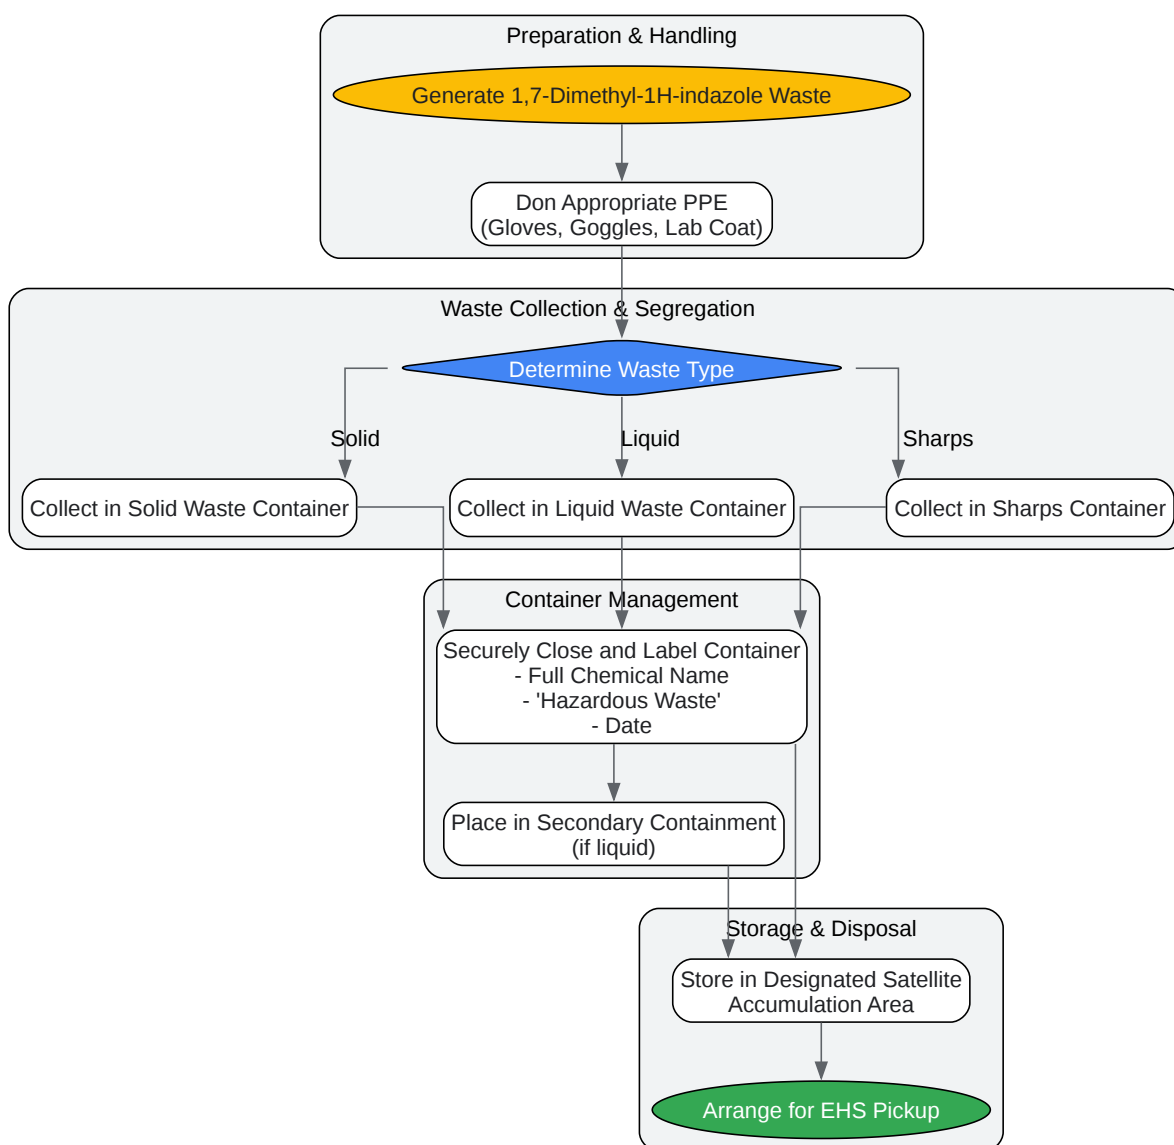 Preparation & Handling
Generate 1,7-Dimethyl-1H-indazole Waste
Don Appropriate PPE
(Gloves, Goggles, Lab Coat)
Waste Collection & Segregation
Determine Waste Type
Solid
Liquid
Sharps
Collect in Solid Waste Container
Collect in Liquid Waste Container
Collect in Sharps Container
Container Management
Securely Close and Label Container
- Full Chemical Name
- 'Hazardous Waste'
- Date
Place in Secondary Containment
(if liquid)
Storage & Disposal
Store in Designated Satellite
Accumulation Area
Arrange for EHS Pickup